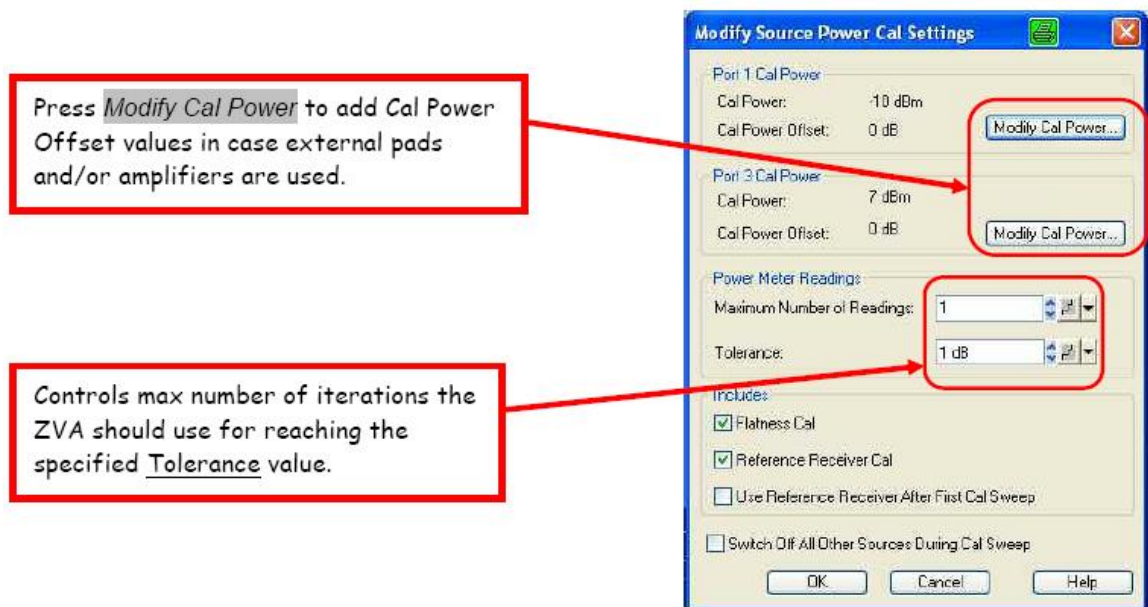 Press Modify Cal Power to add Cal Power
Offset values in case external pads
and/or amplifiers are used.
Controls max number of iterations the
ZVA should use for reaching the
specified Tolerance value.
Modify Source Power Cal Settings
Port 1 Cal Power
Cal Power: -10 dBm
Cal Power Offset: 0 dB Modify Cal Power...
Port 3 Cal Power
Cal Power: 7 dBm
Cal Power Offset: 0 dB Modify Cal Power...
Power Meter Readings
Maximum Number of Readings: 1
Tolerance: 1 dB
Includes
Flatness Cal
Reference Receiver Cal
Use Reference Receiver After First Cal Sweep
Switch Off All Other Sources During Cal Sweep
OK Cancel Help